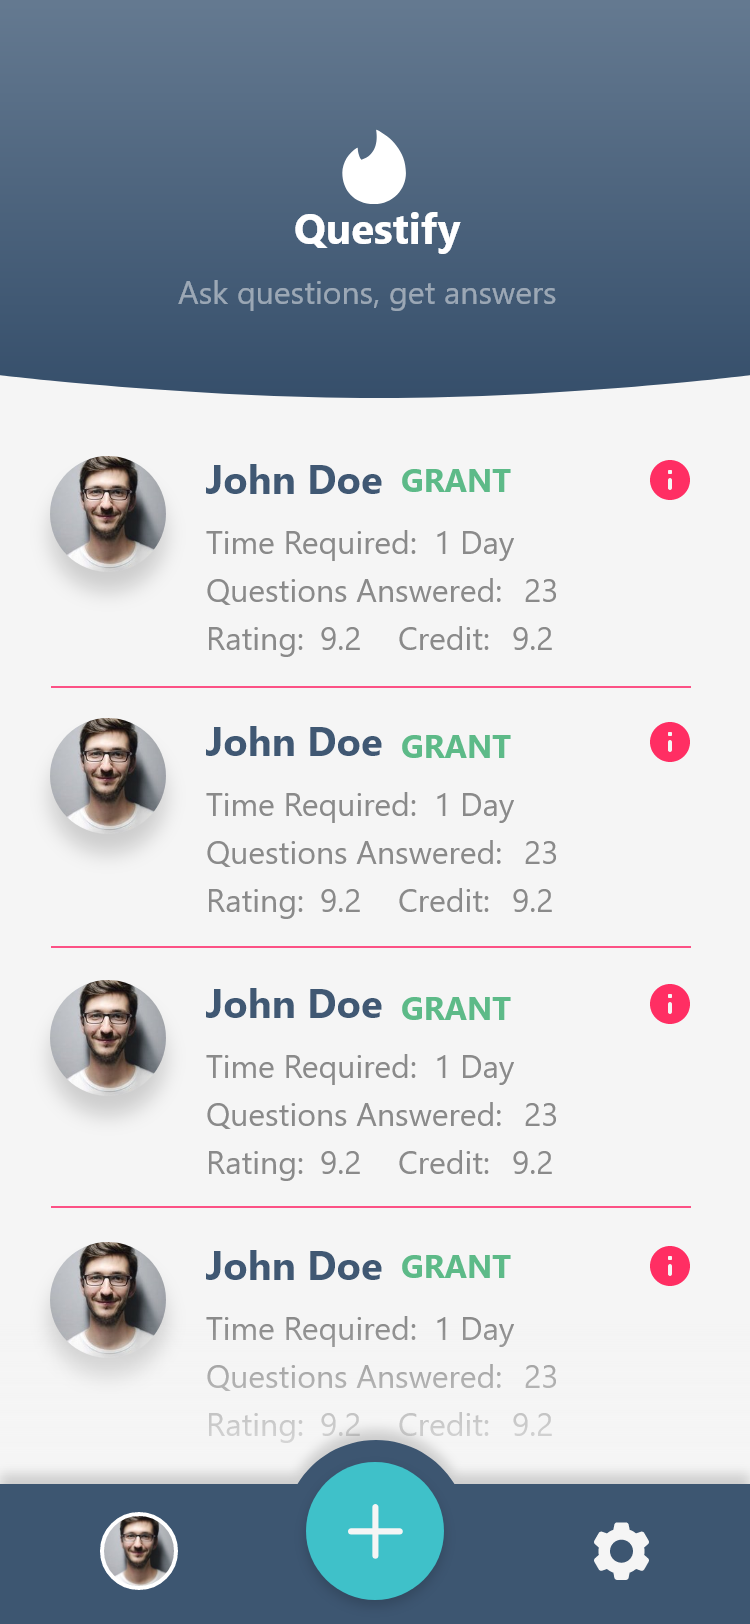 Questify
Ask questions, get answers
John Doe GRANT
Time Required: 1 Day
Questions Answered: 23
Rating: 9.2 Credit: 9.2
John Doe GRANT
Time Required: 1 Day
Questions Answered: 23
Rating: 9.2 Credit: 9.2
John Doe GRANT
Time Required: 1 Day
Questions Answered: 23
Rating: 9.2 Credit: 9.2
John Doe GRANT
Time Required: 1 Day
Questions Answered: 23
Rating: 9.2 Credit: 9.2